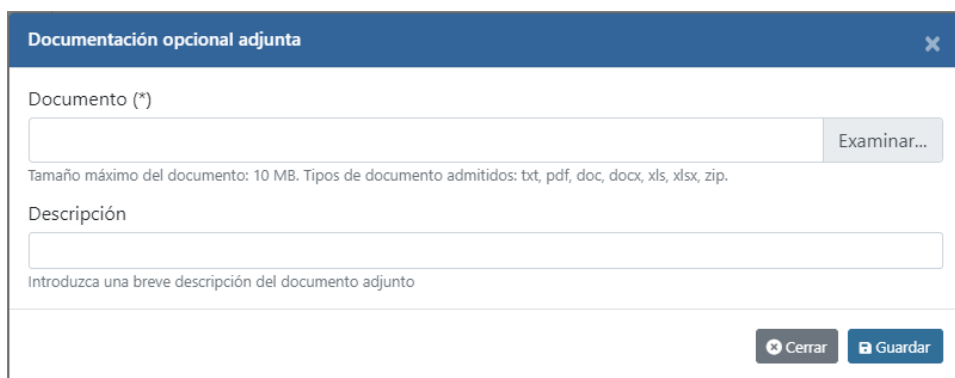 Documentación opcional adjunta
Documento (*)
Examinar...
Tamaño máximo del documento: 10 MB. Tipos de documento admitidos: txt, pdf, doc, docx, xls, xlsx, zip.
Descripción
Introduzca una breve descripción del documento adjunto
Cerrar Guardar